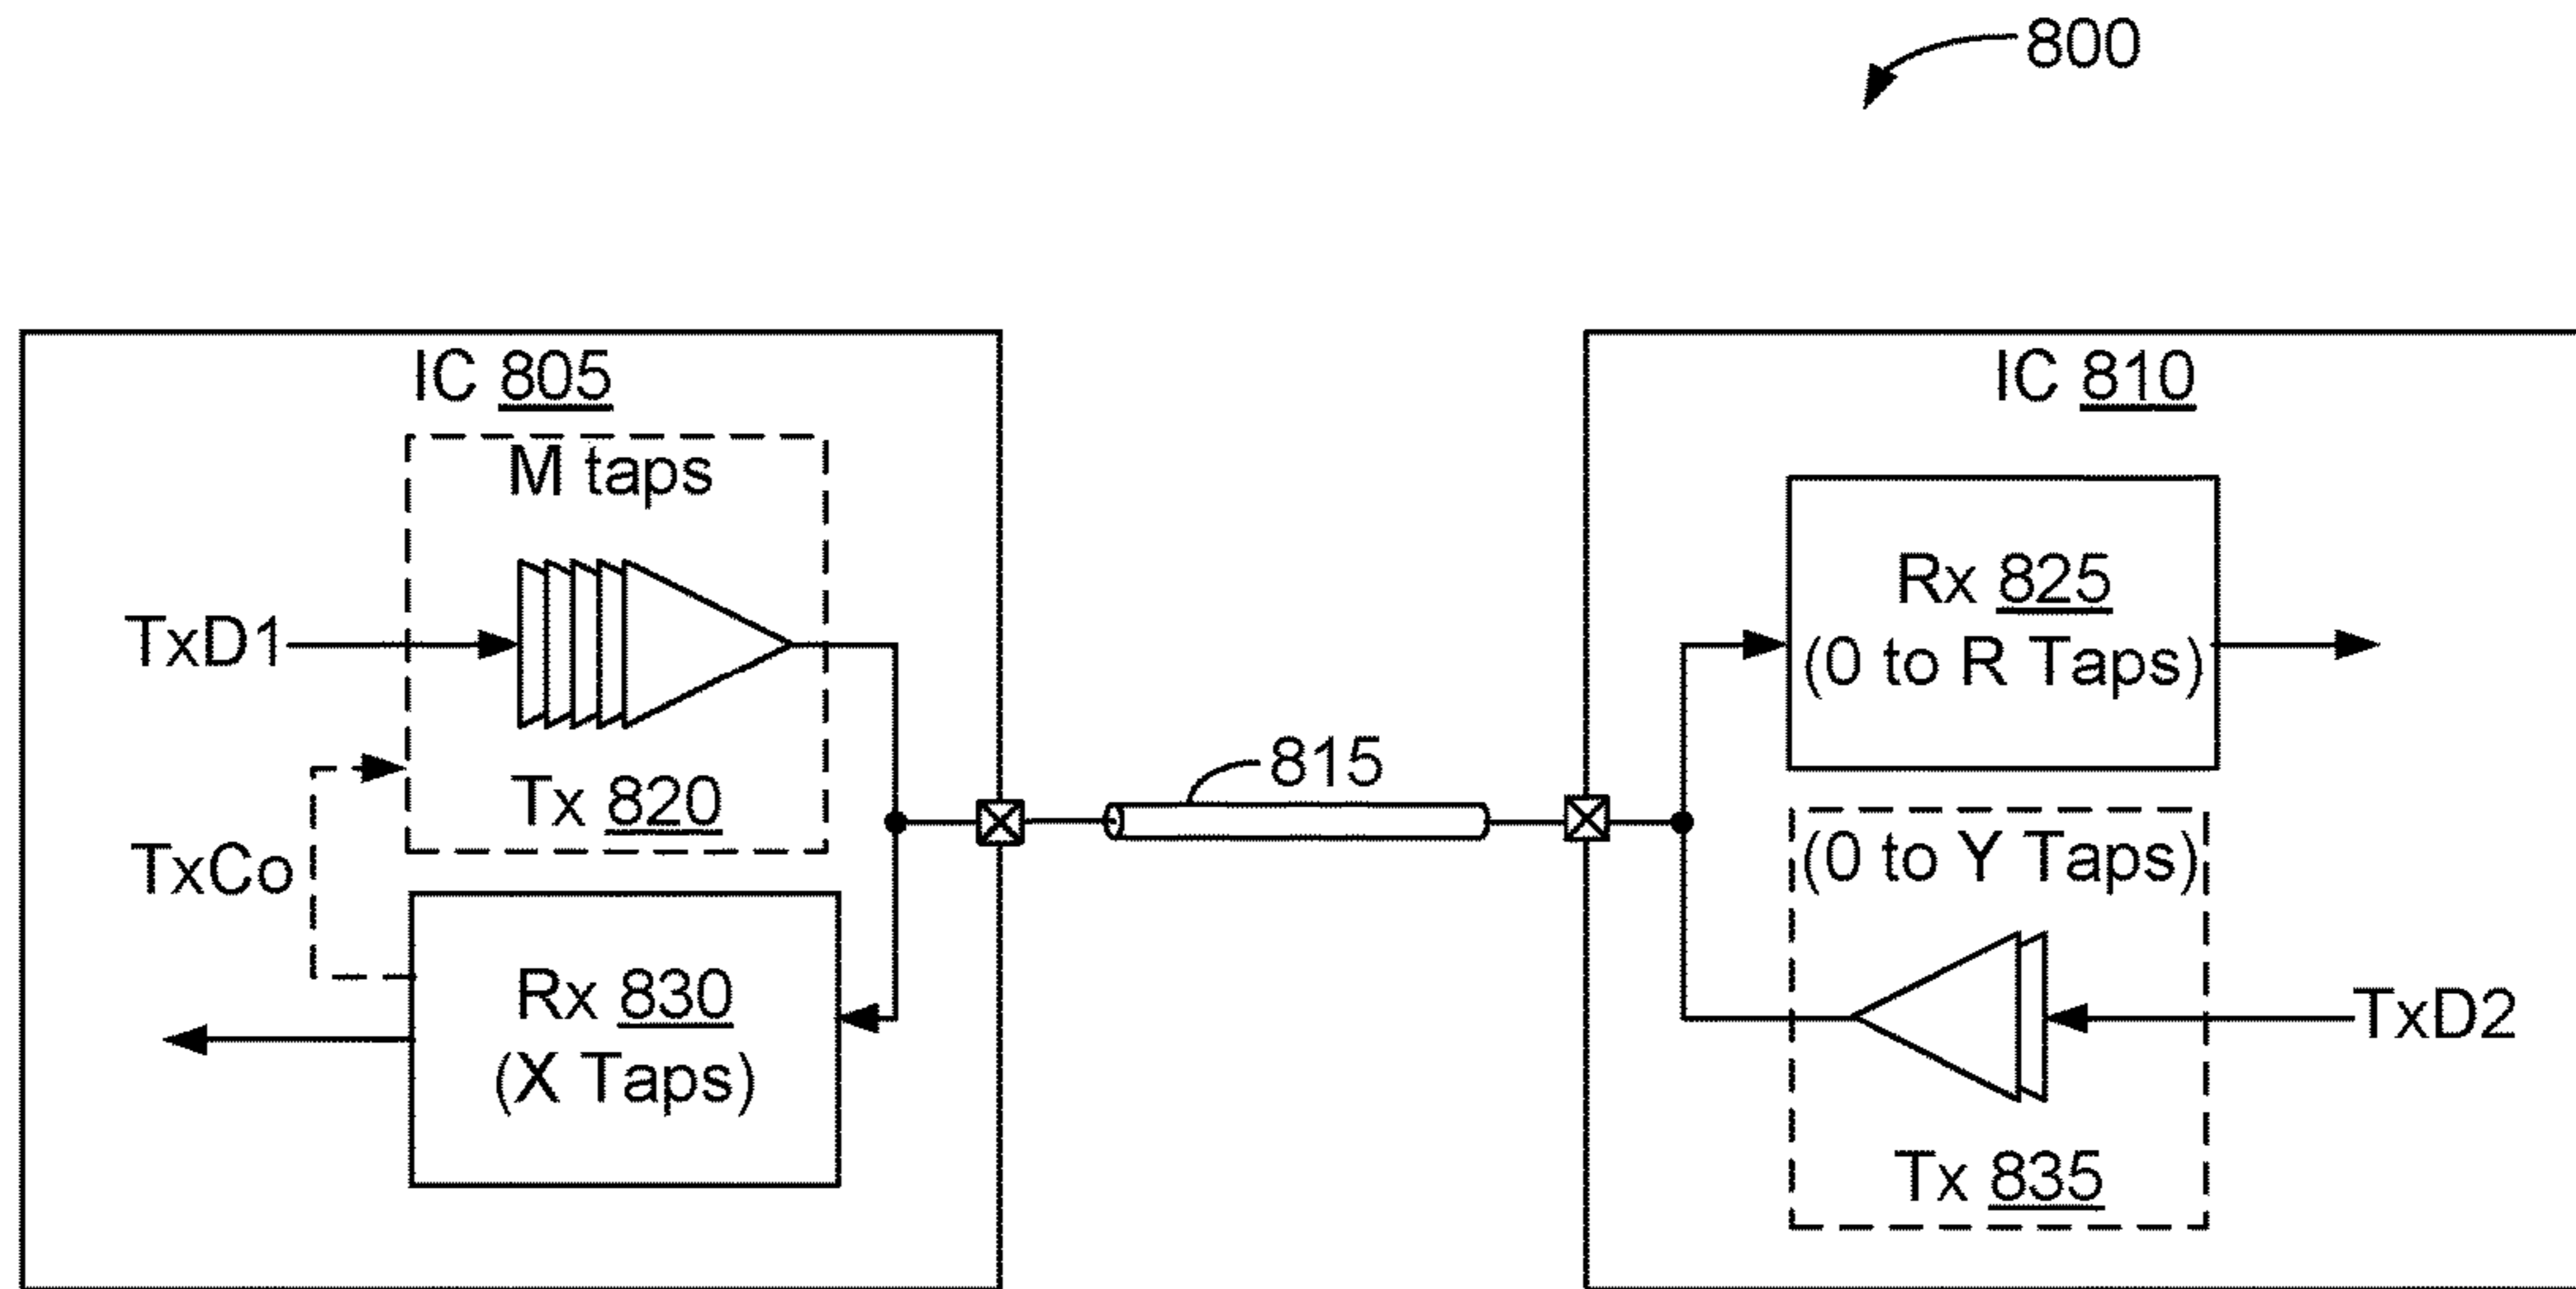 800
IC 805
M taps
TxD1
Tx 820
TxCo
Rx 830
(X Taps)
815
IC 810
Rx 825
(0 to R Taps)
(0 to Y Taps)
TxD2
Tx 835